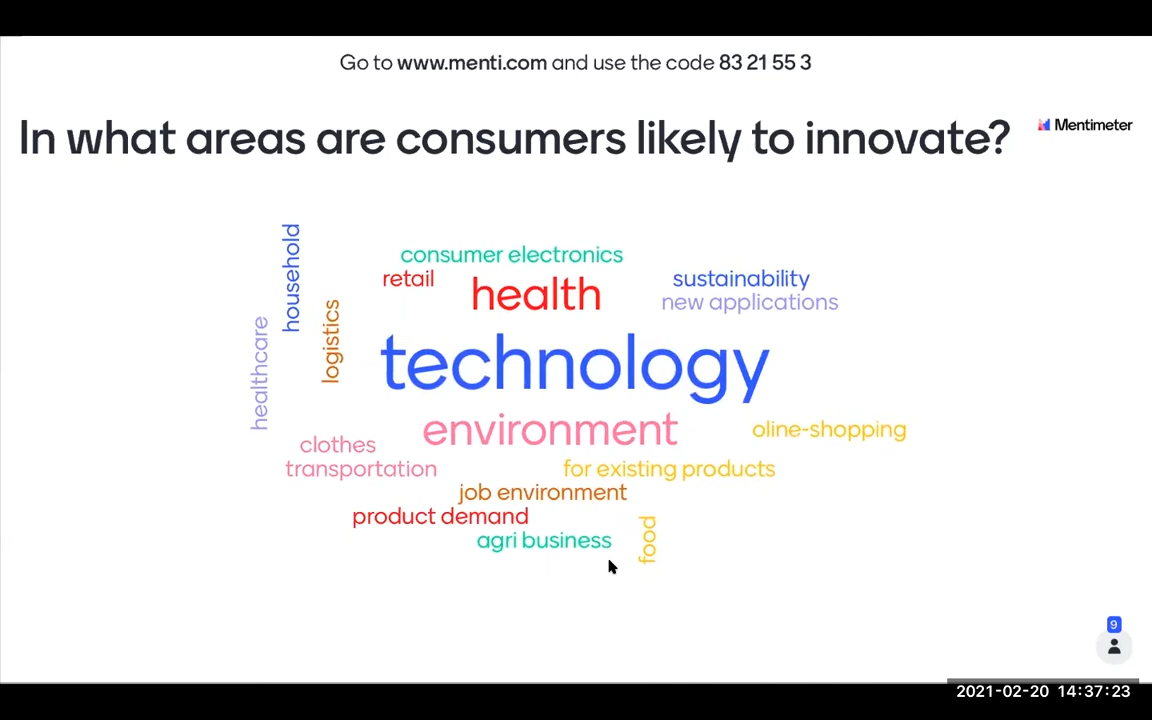 Go to www.menti.com and use the code 83 21 55 3
In what areas are consumers likely to innovate?
Mentimeter
household
consumer electronics
retail
health
sustainability
new applications
healthcare
logistics
technology
environment
oline-shopping
clothes
transportation
for existing products
job environment
product demand
agri business
food
9
2021-02-20 14:37:23